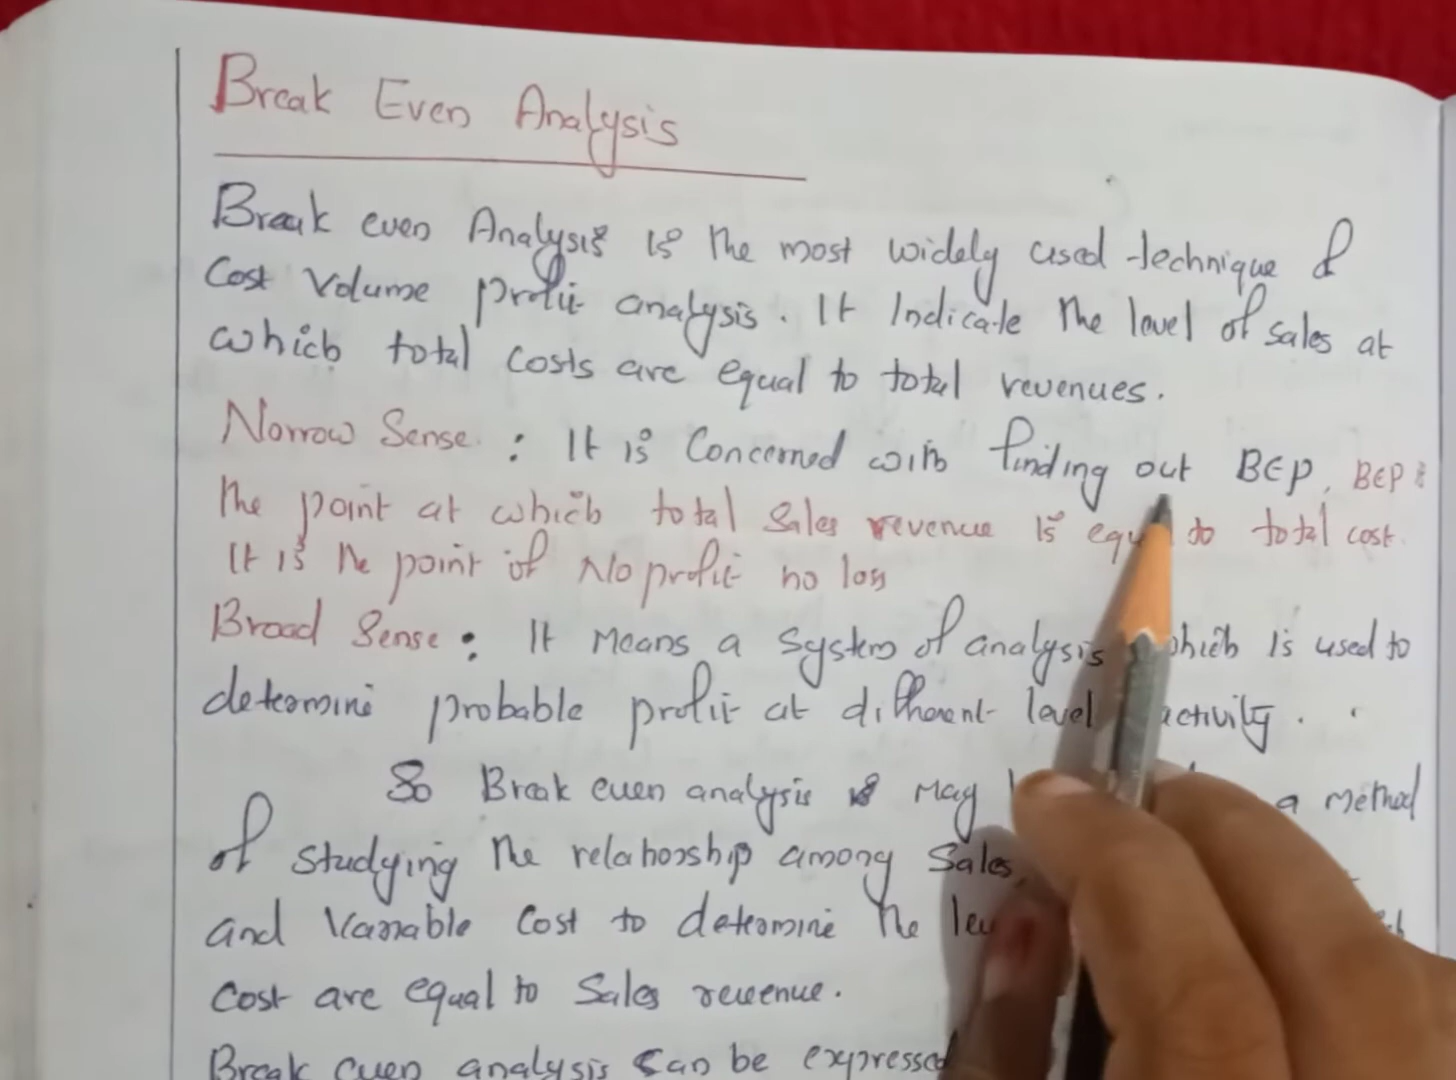 Break Even Analysis
Break even Analysis is the most widely used technique of
Cost Volume profit analysis. It Indicate the level of sales at
which total costs are equal to total revenues.
Narrow Sense : It is Concerned with finding out BEP, BEP :
the point at which total Sales revenue is to total cost.
It is the point of No profit no loss
Broad Sense : It Means a System of analysis which is used to
determine probable profit at different level activity.
So Break even analysis may a method
of studying the relationship among Sales,
and Variable Cost to determine the
Cost are equal to Sales revenue.
Break even analysis can be expressed